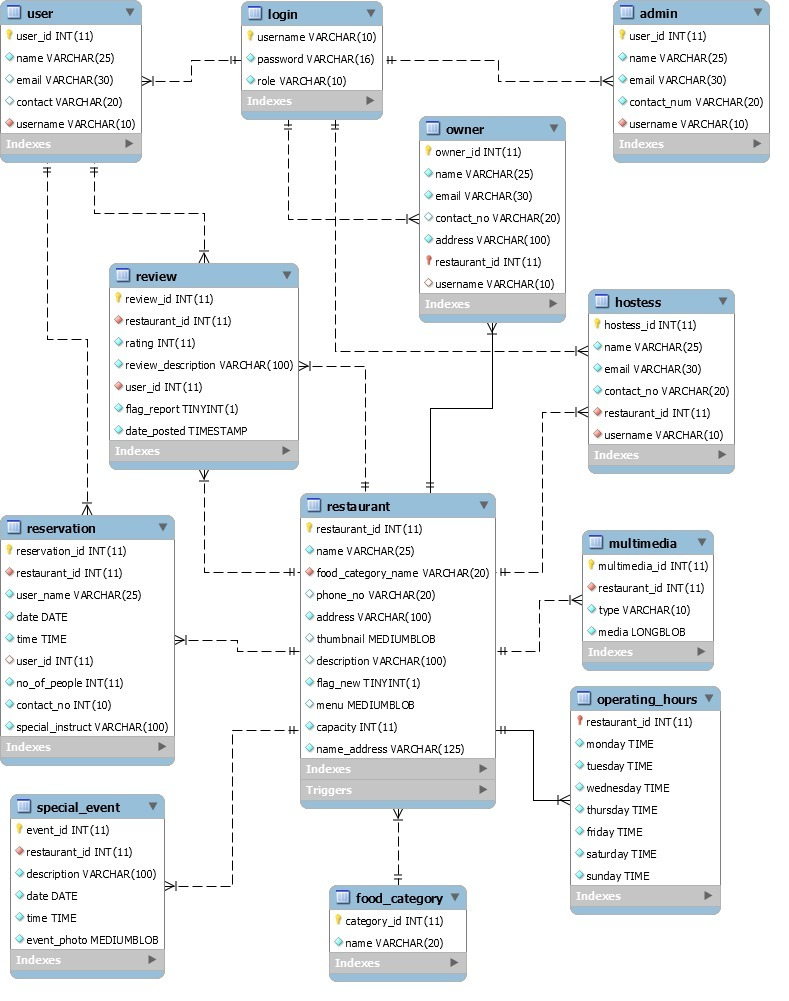 user
user_id INT(11)
name VARCHAR(25)
email VARCHAR(30)
contact VARCHAR(20)
username VARCHAR(10)
Indexes
login
username VARCHAR(10)
password VARCHAR(16)
role VARCHAR(10)
Indexes
admin
user_id INT(11)
name VARCHAR(25)
email VARCHAR(30)
contact_num VARCHAR(20)
username VARCHAR(10)
Indexes
owner
owner_id INT(11)
name VARCHAR(25)
email VARCHAR(30)
contact_no VARCHAR(20)
address VARCHAR(100)
restaurant_id INT(11)
username VARCHAR(10)
Indexes
review
review_id INT(11)
restaurant_id INT(11)
rating INT(11)
review_description VARCHAR(100)
user_id INT(11)
flag_report TINYINT(1)
date_posted TIMESTAMP
Indexes
hostess
hostess_id INT(11)
name VARCHAR(25)
email VARCHAR(30)
contact_no VARCHAR(20)
restaurant_id INT(11)
username VARCHAR(10)
Indexes
reservation
reservation_id INT(11)
restaurant_id INT(11)
user_name VARCHAR(25)
date DATE
time TIME
user_id INT(11)
no_of_people INT(11)
contact_no INT(10)
special_instruct VARCHAR(100)
Indexes
restaurant
restaurant_id INT(11)
name VARCHAR(25)
food_category_name VARCHAR(20)
phone_no VARCHAR(20)
address VARCHAR(100)
thumbnail MEDIUMBLOB
description VARCHAR(100)
flag_new TINYINT(1)
menu MEDIUMBLOB
capacity INT(11)
name_address VARCHAR(125)
Indexes
Triggers
multimedia
multimedia_id INT(11)
restaurant_id INT(11)
type VARCHAR(10)
media LONGBLOB
Indexes
operating_hours
restaurant_id INT(11)
monday TIME
tuesday TIME
wednesday TIME
thursday TIME
friday TIME
saturday TIME
sunday TIME
Indexes
special_event
event_id INT(11)
restaurant_id INT(11)
description VARCHAR(100)
date DATE
time TIME
event_photo MEDIUMBLOB
Indexes
food_category
category_id INT(11)
name VARCHAR(20)
Indexes